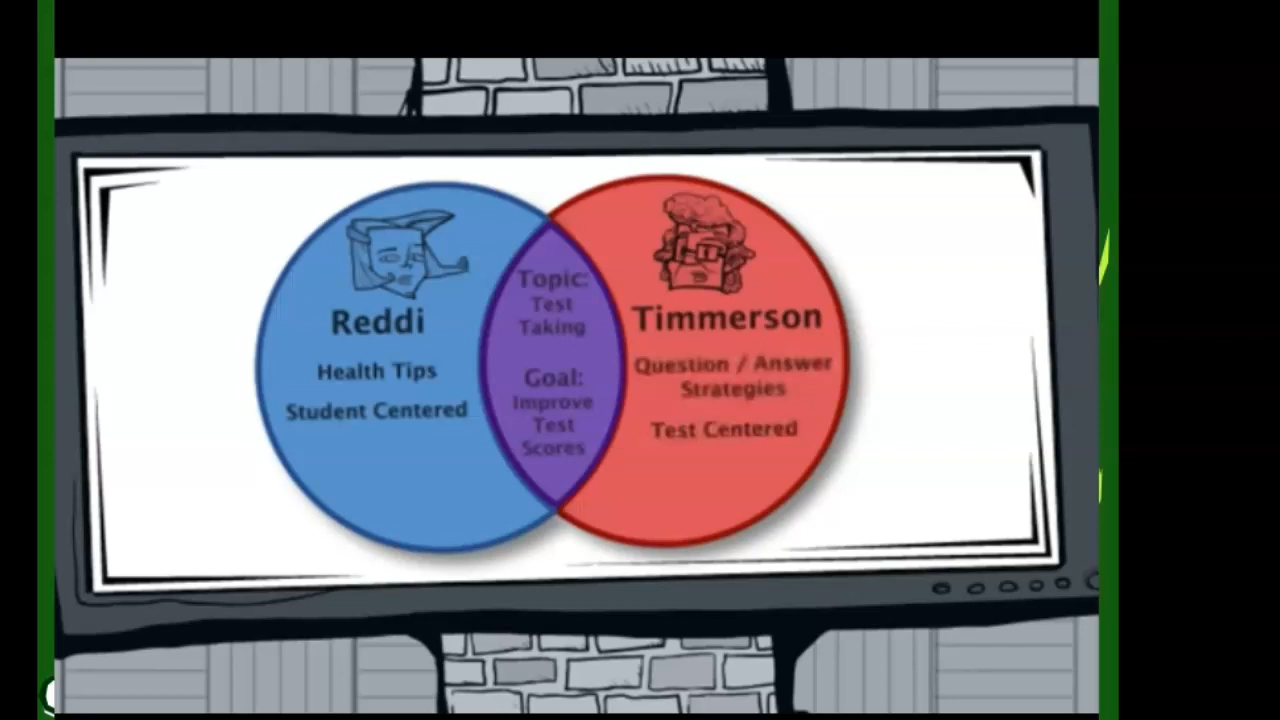 Reddi
Health Tips
Student Centered
Topic:
Test
Taking
Goal:
Improve
Test
Scores
Timmerson
Question / Answer
Strategies
Test Centered